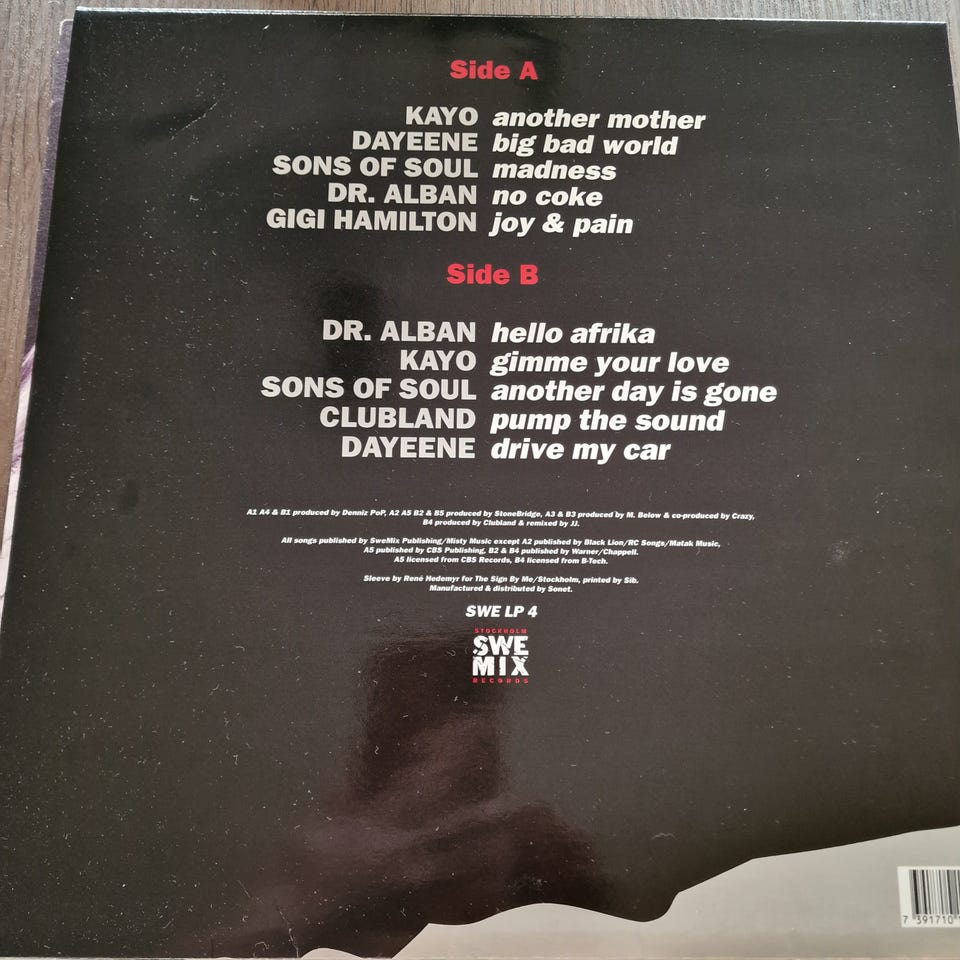 Side A
KAYO another mother
DAYEENE big bad world
SONS OF SOUL madness
DR. ALBAN no coke
GIGI HAMILTON joy & pain
Side B
DR. ALBAN hello afrika
KAYO gimme your love
SONS OF SOUL another day is gone
CLUBLAND pump the sound
DAYEENE drive my car
A1 A4 & B1 produced by Denniz PoP, A2 A5 B2 & B5 produced by StoneBridge, A3 & B3 produced by M. Below & co-produced by Crazy,
B4 produced by Clubland & remixed by JJ.
All songs published by SweMix Publishing/Misty Music except A2 published by Black Lion/RC Songs/Matak Music,
A5 published by CBS Publishing, B2 & B4 published by Warner/Chappell.
A5 licensed from CBS Records, B4 licensed from B-Tech.
Sleeve by René Hedemyr for The Sign By Me/Stockholm, printed by Sib.
Manufactured & distributed by Sonet.
SWE LP 4
STOCKHOLM
SWE
MIX
RECORDS
7 391710